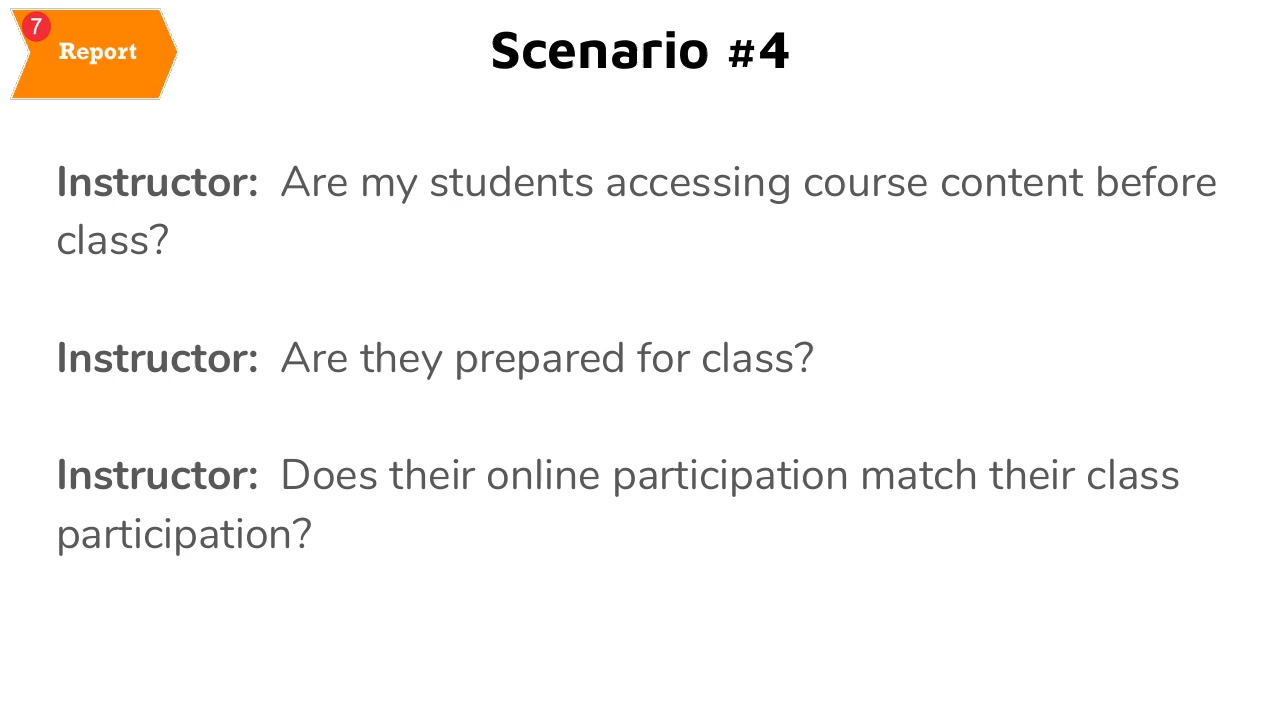 7
Report
Scenario #4
Instructor: Are my students accessing course content before
class?
Instructor: Are they prepared for class?
Instructor: Does their online participation match their class
participation?